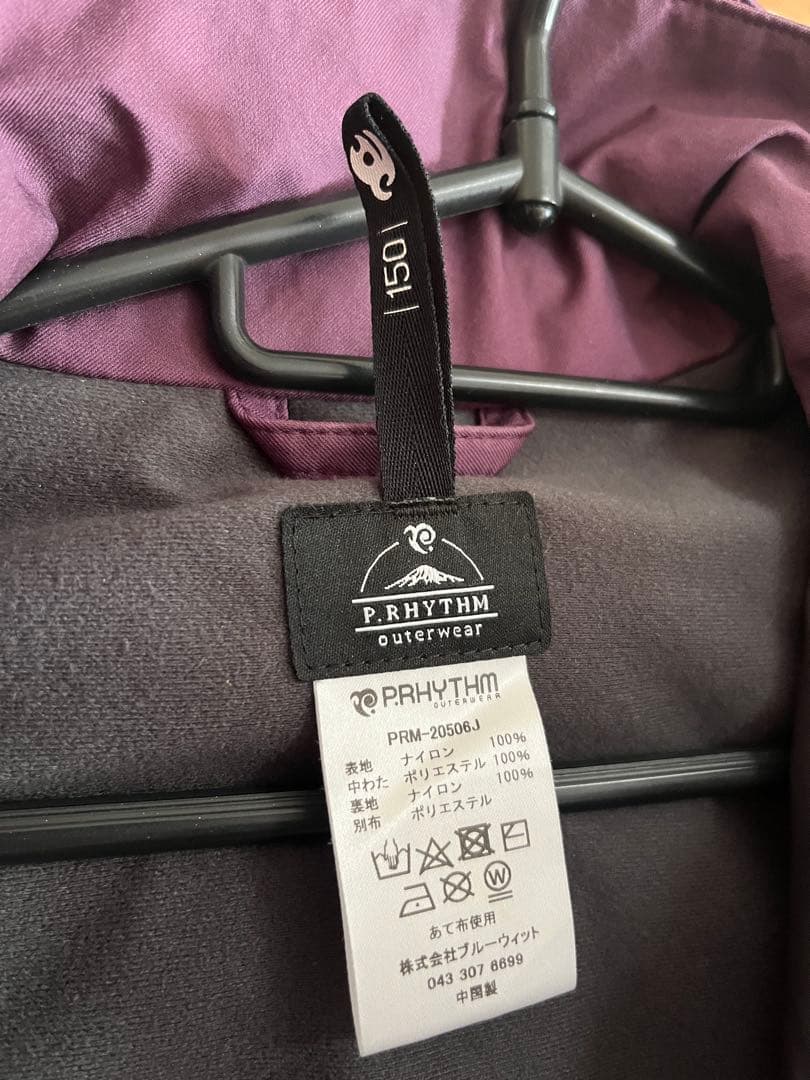 150
P.RHYTHM
outerwear
P.RHYTHM
OUTERWEAR
PRM-20506J
表地 ナイロン 100%
中わた ポリエステル 100%
裏地 ナイロン 100%
別布 ポリエステル
W
あて布使用
株式会社ブルーウィット
043 307 6699
中国製